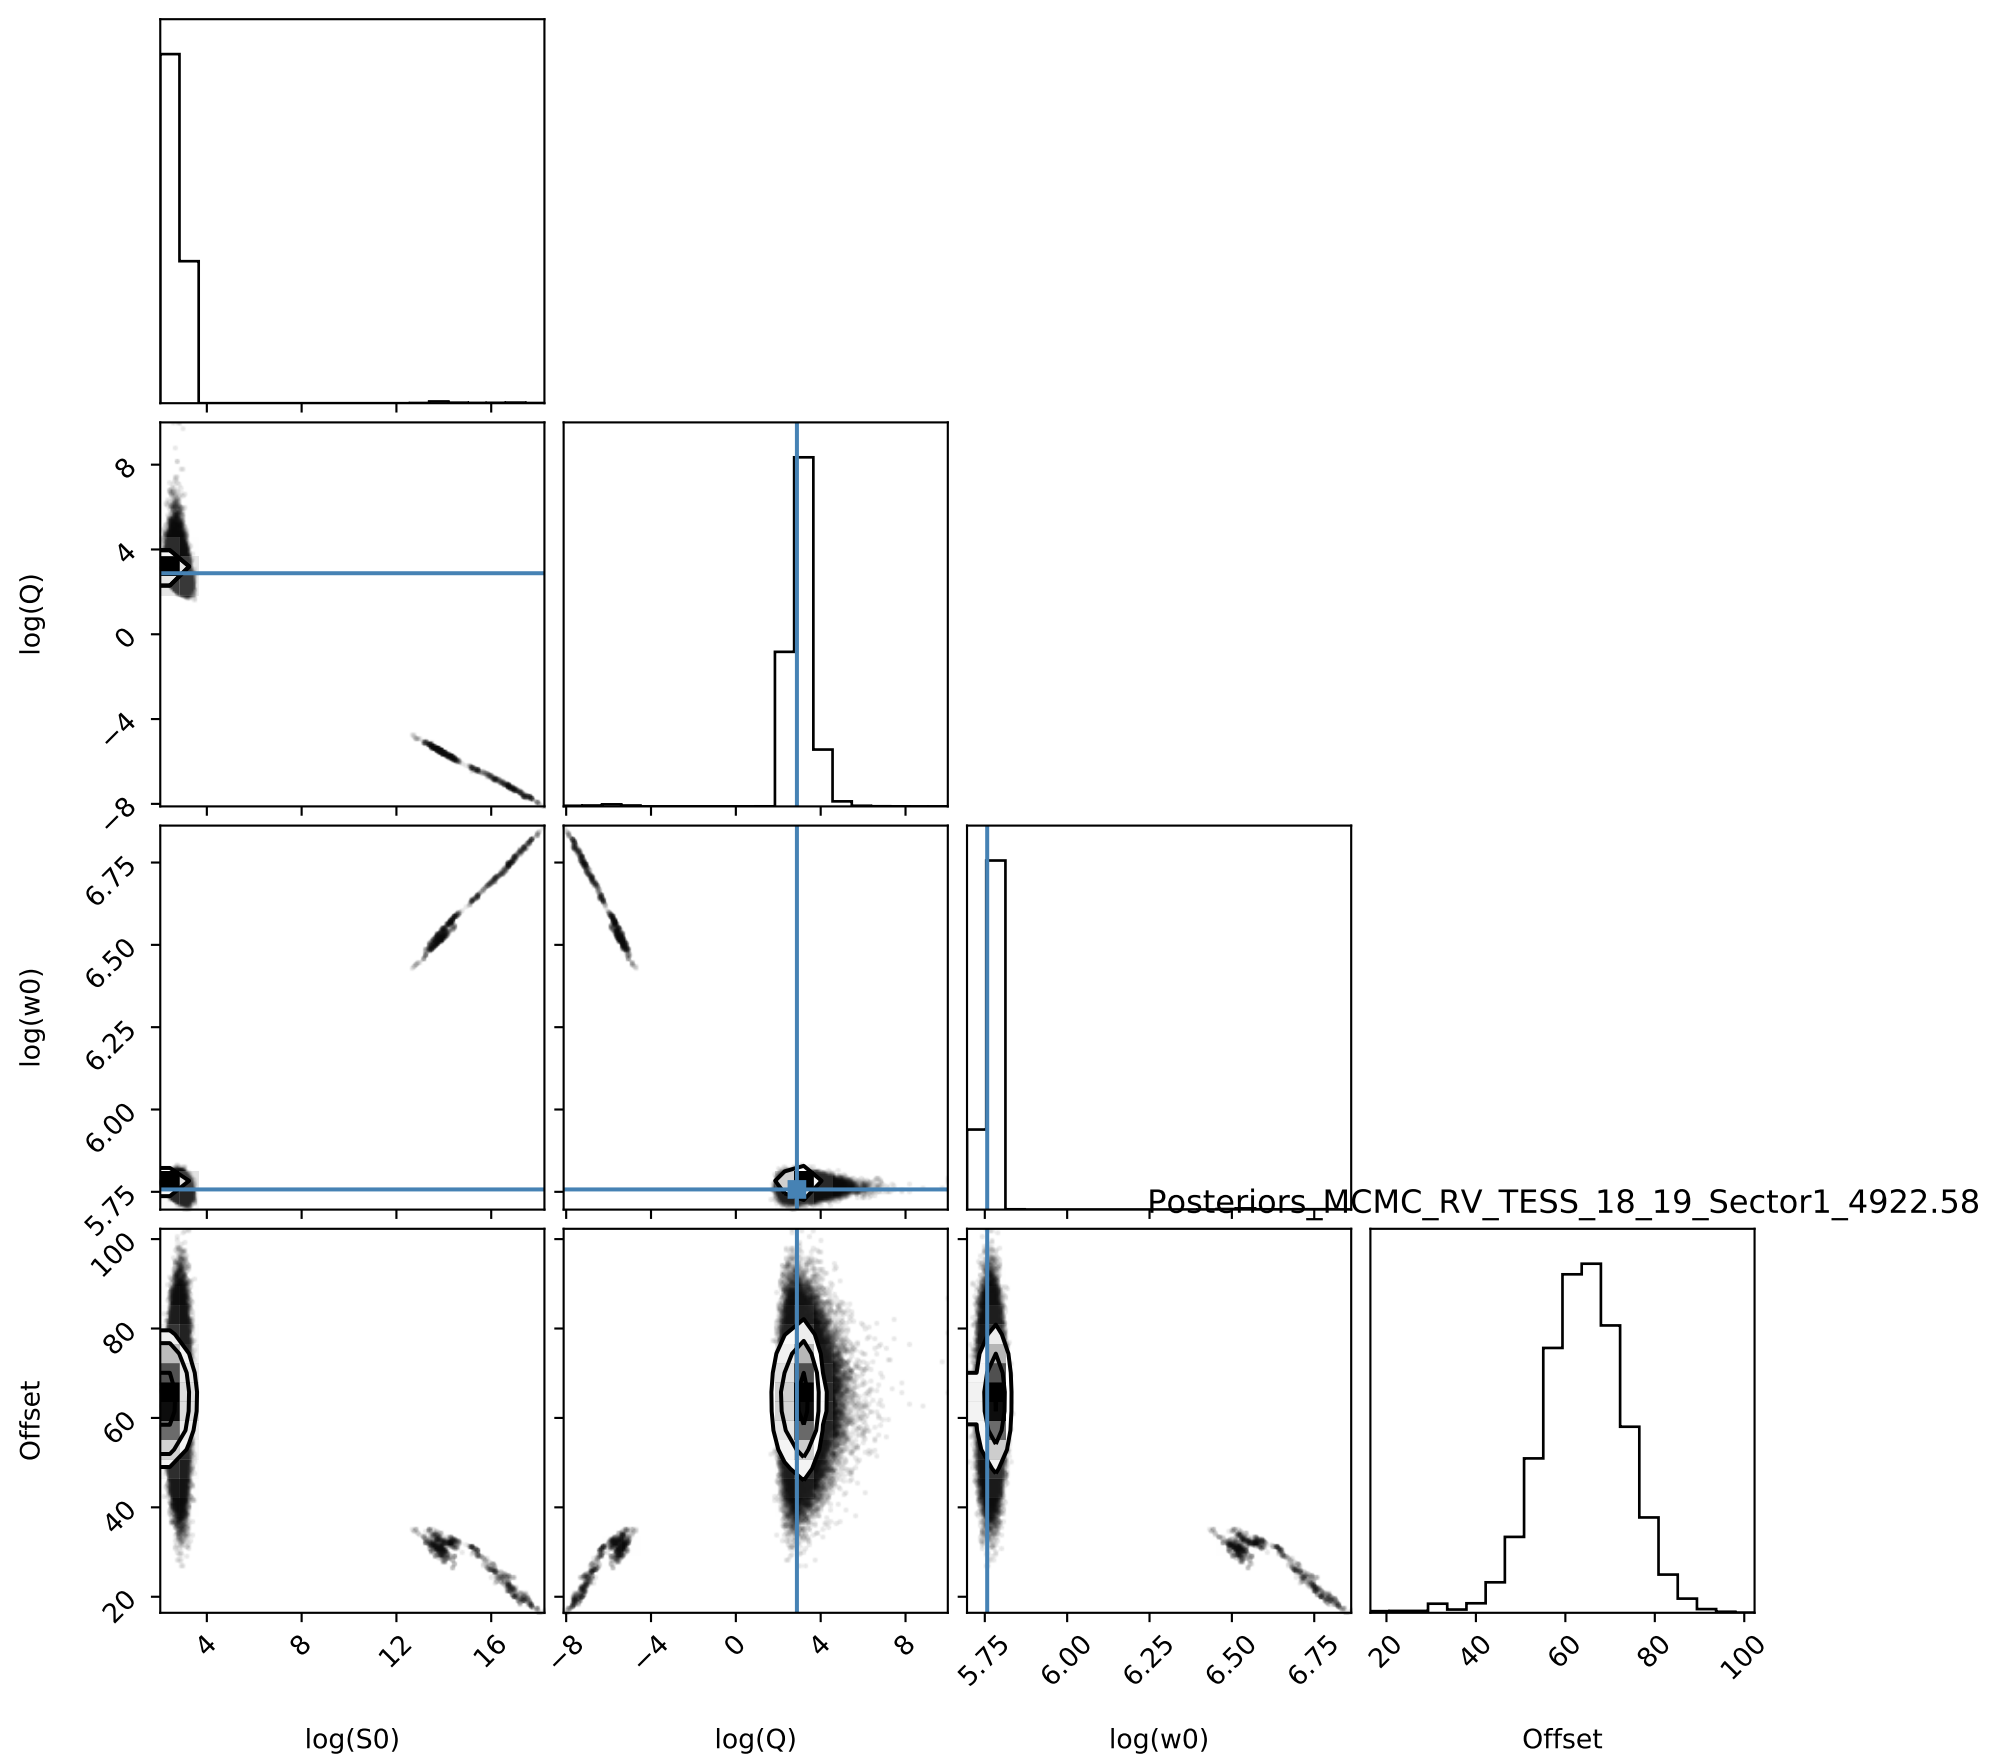 8
4
0
−4
−8
log(Q)
6.75
6.50
6.25
6.00
5.75
log(w0)
Posteriors_MCMC_RV_TESS_18_19_Sector1_4922.58
100
80
60
40
20
Offset
4 8 12 16
−8 −4 0 4 8
5.75 6.00 6.25 6.50 6.75
20 40 60 80 100
log(S0) log(Q) log(w0) Offset